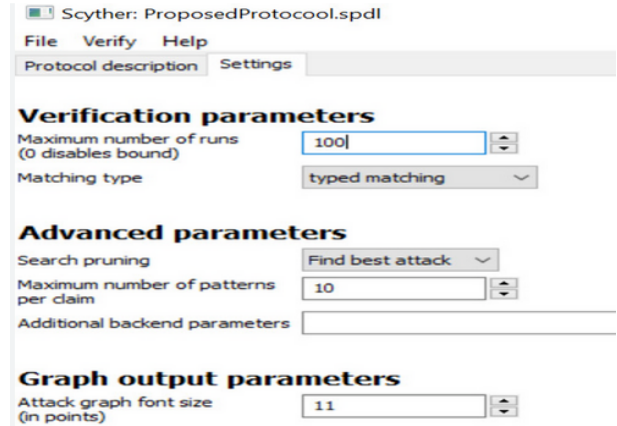 Scyther: ProposedProtocool.spdl
File Verify Help
Protocol description Settings
Verification parameters
Maximum number of runs
(0 disables bound)
100
Matching type typed matching
Advanced parameters
Search pruning Find best attack
Maximum number of patterns
per claim
10
Additional backend parameters
Graph output parameters
Attack graph font size
(in points)
11